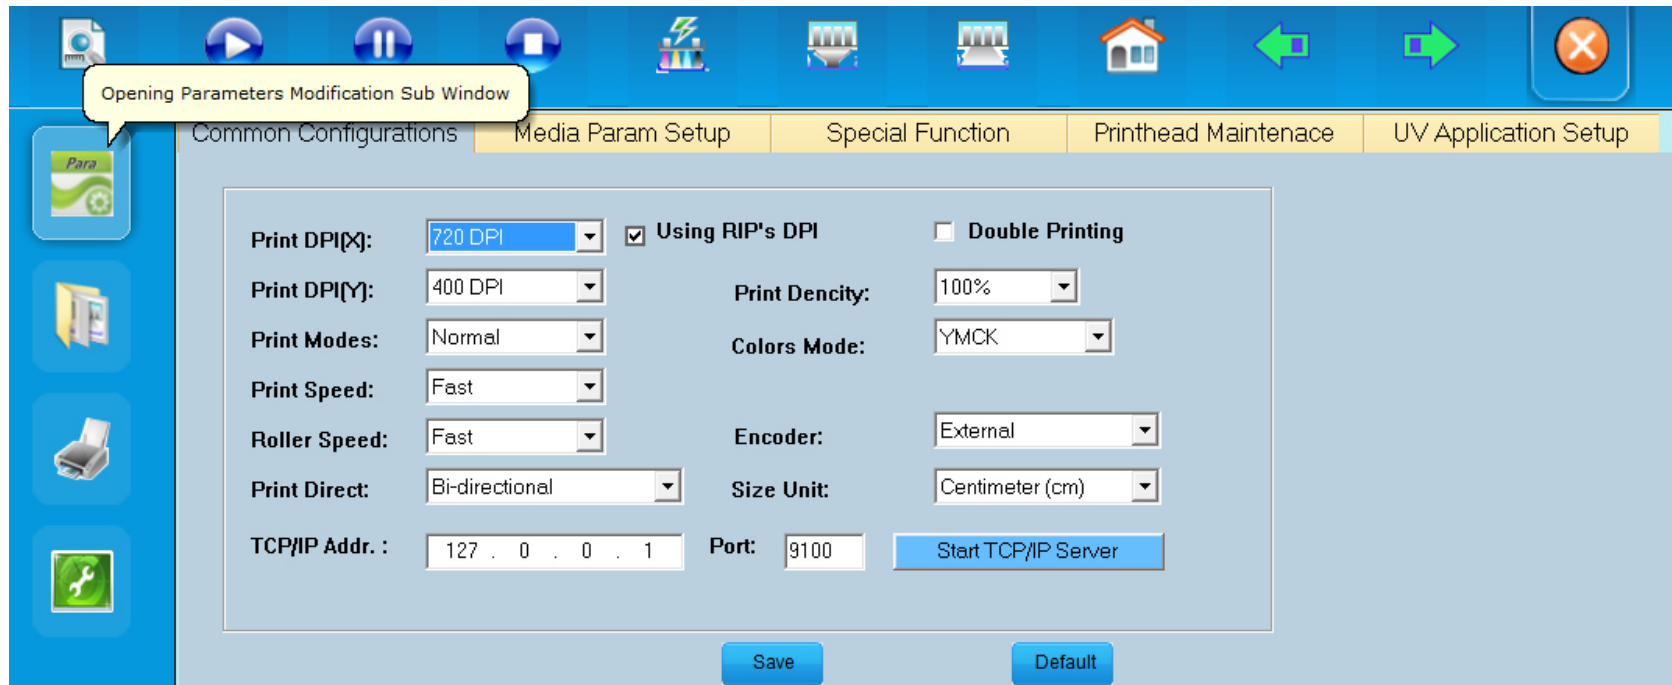 Opening Parameters Modification Sub Window
Common Configurations Media Param Setup Special Function Printhead Maintenace UV Application Setup
Para
Print DPI(X): 720 DPI Using RIP's DPI Double Printing
Print DPI(Y): 400 DPI Print Dencity: 100%
Print Modes: Normal Colors Mode: YMCK
Print Speed: Fast
Roller Speed: Fast Encoder: External
Print Direct: Bi-directional Size Unit: Centimeter (cm)
TCP/IP Addr. : 127 . 0 . 0 . 1 Port: 9100 Start TCP/IP Server
Save Default